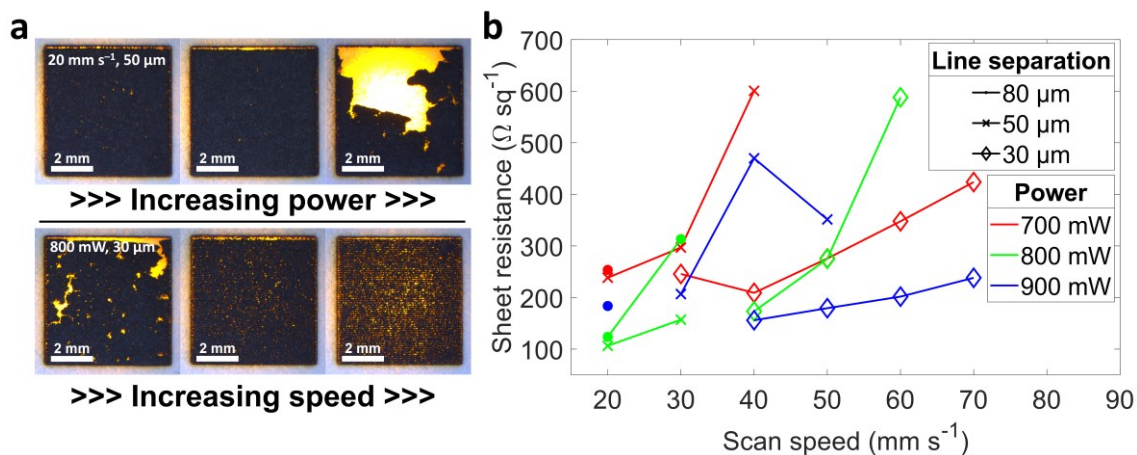 a
20 mm s⁻¹, 50 µm
2 mm
2 mm
2 mm
>>> Increasing power >>>
800 mW, 30 µm
2 mm
2 mm
2 mm
>>> Increasing speed >>>
b
700
600
500
400
300
200
100
Sheet resistance (Ω sq⁻¹)
20 30 40 50 60 70 80 90
Scan speed (mm s⁻¹)
Line separation
80 µm
50 µm
30 µm
Power
700 mW
800 mW
900 mW